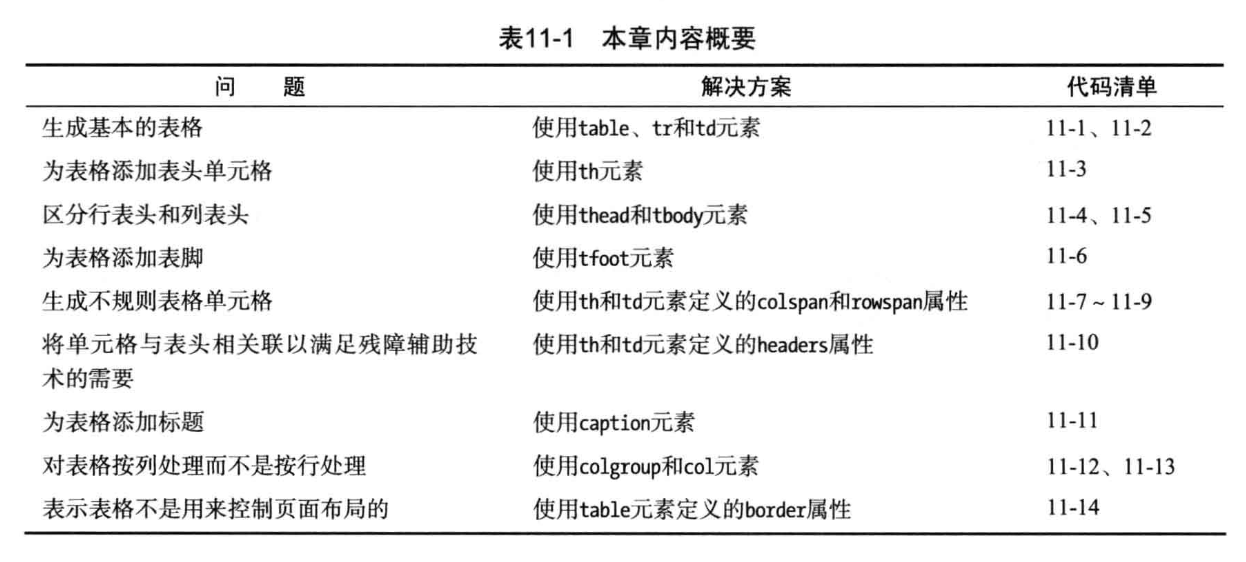 表11-1 本章内容概要
问 题 解决方案 代码清单
生成基本的表格 使用table、tr和td元素 11-1、11-2
为表格添加表头单元格 使用th元素 11-3
区分行表头和列表头 使用thead和tbody元素 11-4、11-5
为表格添加表脚 使用tfoot元素 11-6
生成不规则表格单元格 使用th和td元素定义的colspan和rowspan属性 11-7～11-9
将单元格与表头相关联以满足残障辅助技 使用th和td元素定义的headers属性 11-10
术的需要
为表格添加标题 使用caption元素 11-11
对表格按列处理而不是按行处理 使用colgroup和col元素 11-12、11-13
表示表格不是用来控制页面布局的 使用table元素定义的border属性 11-14